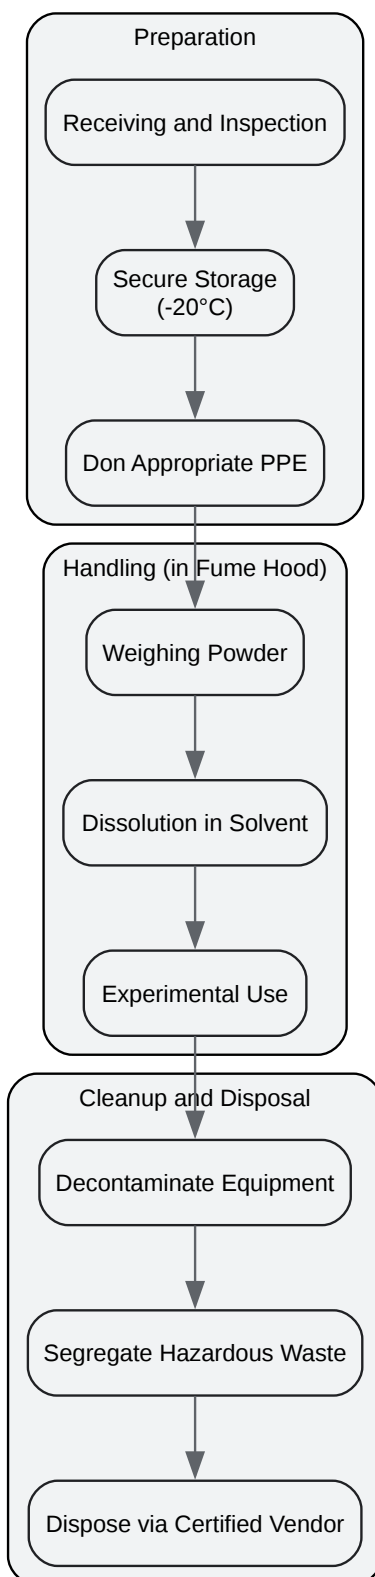 Preparation
Receiving and Inspection
Secure Storage
(-20°C)
Don Appropriate PPE
Handling (in Fume Hood)
Weighing Powder
Dissolution in Solvent
Experimental Use
Cleanup and Disposal
Decontaminate Equipment
Segregate Hazardous Waste
Dispose via Certified Vendor